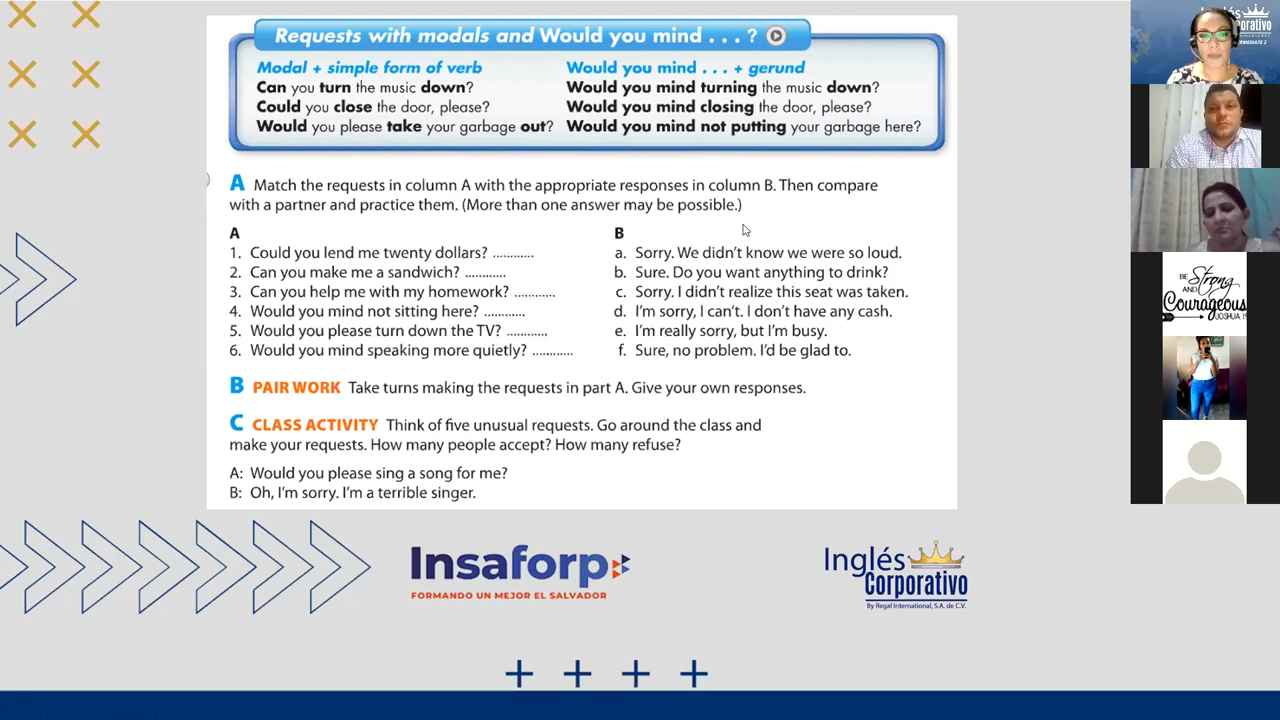 Requests with modals and Would you mind . . . ?
Modal + simple form of verb
Can you turn the music down?
Could you close the door, please?
Would you please take your garbage out?
Would you mind . . . + gerund
Would you mind turning the music down?
Would you mind closing the door, please?
Would you mind not putting your garbage here?
A Match the requests in column A with the appropriate responses in column B. Then compare
with a partner and practice them. (More than one answer may be possible.)
A
1. Could you lend me twenty dollars? ............
2. Can you make me a sandwich? ............
3. Can you help me with my homework? ............
4. Would you mind not sitting here? ............
5. Would you please turn down the TV? ............
6. Would you mind speaking more quietly? ............
B
a. Sorry. We didn't know we were so loud.
b. Sure. Do you want anything to drink?
c. Sorry. I didn't realize this seat was taken.
d. I'm sorry, I can't. I don't have any cash.
e. I'm really sorry, but I'm busy.
f. Sure, no problem. I'd be glad to.
B PAIR WORK Take turns making the requests in part A. Give your own responses.
C CLASS ACTIVITY Think of five unusual requests. Go around the class and
make your requests. How many people accept? How many refuse?
A: Would you please sing a song for me?
B: Oh, I'm sorry. I'm a terrible singer.
Insaforp
FORMANDO UN MEJOR EL SALVADOR
Inglés
Corporativo
By Regal International, S.A. de C.V.
Inglés
BE
Strong
AND
Courageous
JOSHUA 1:9